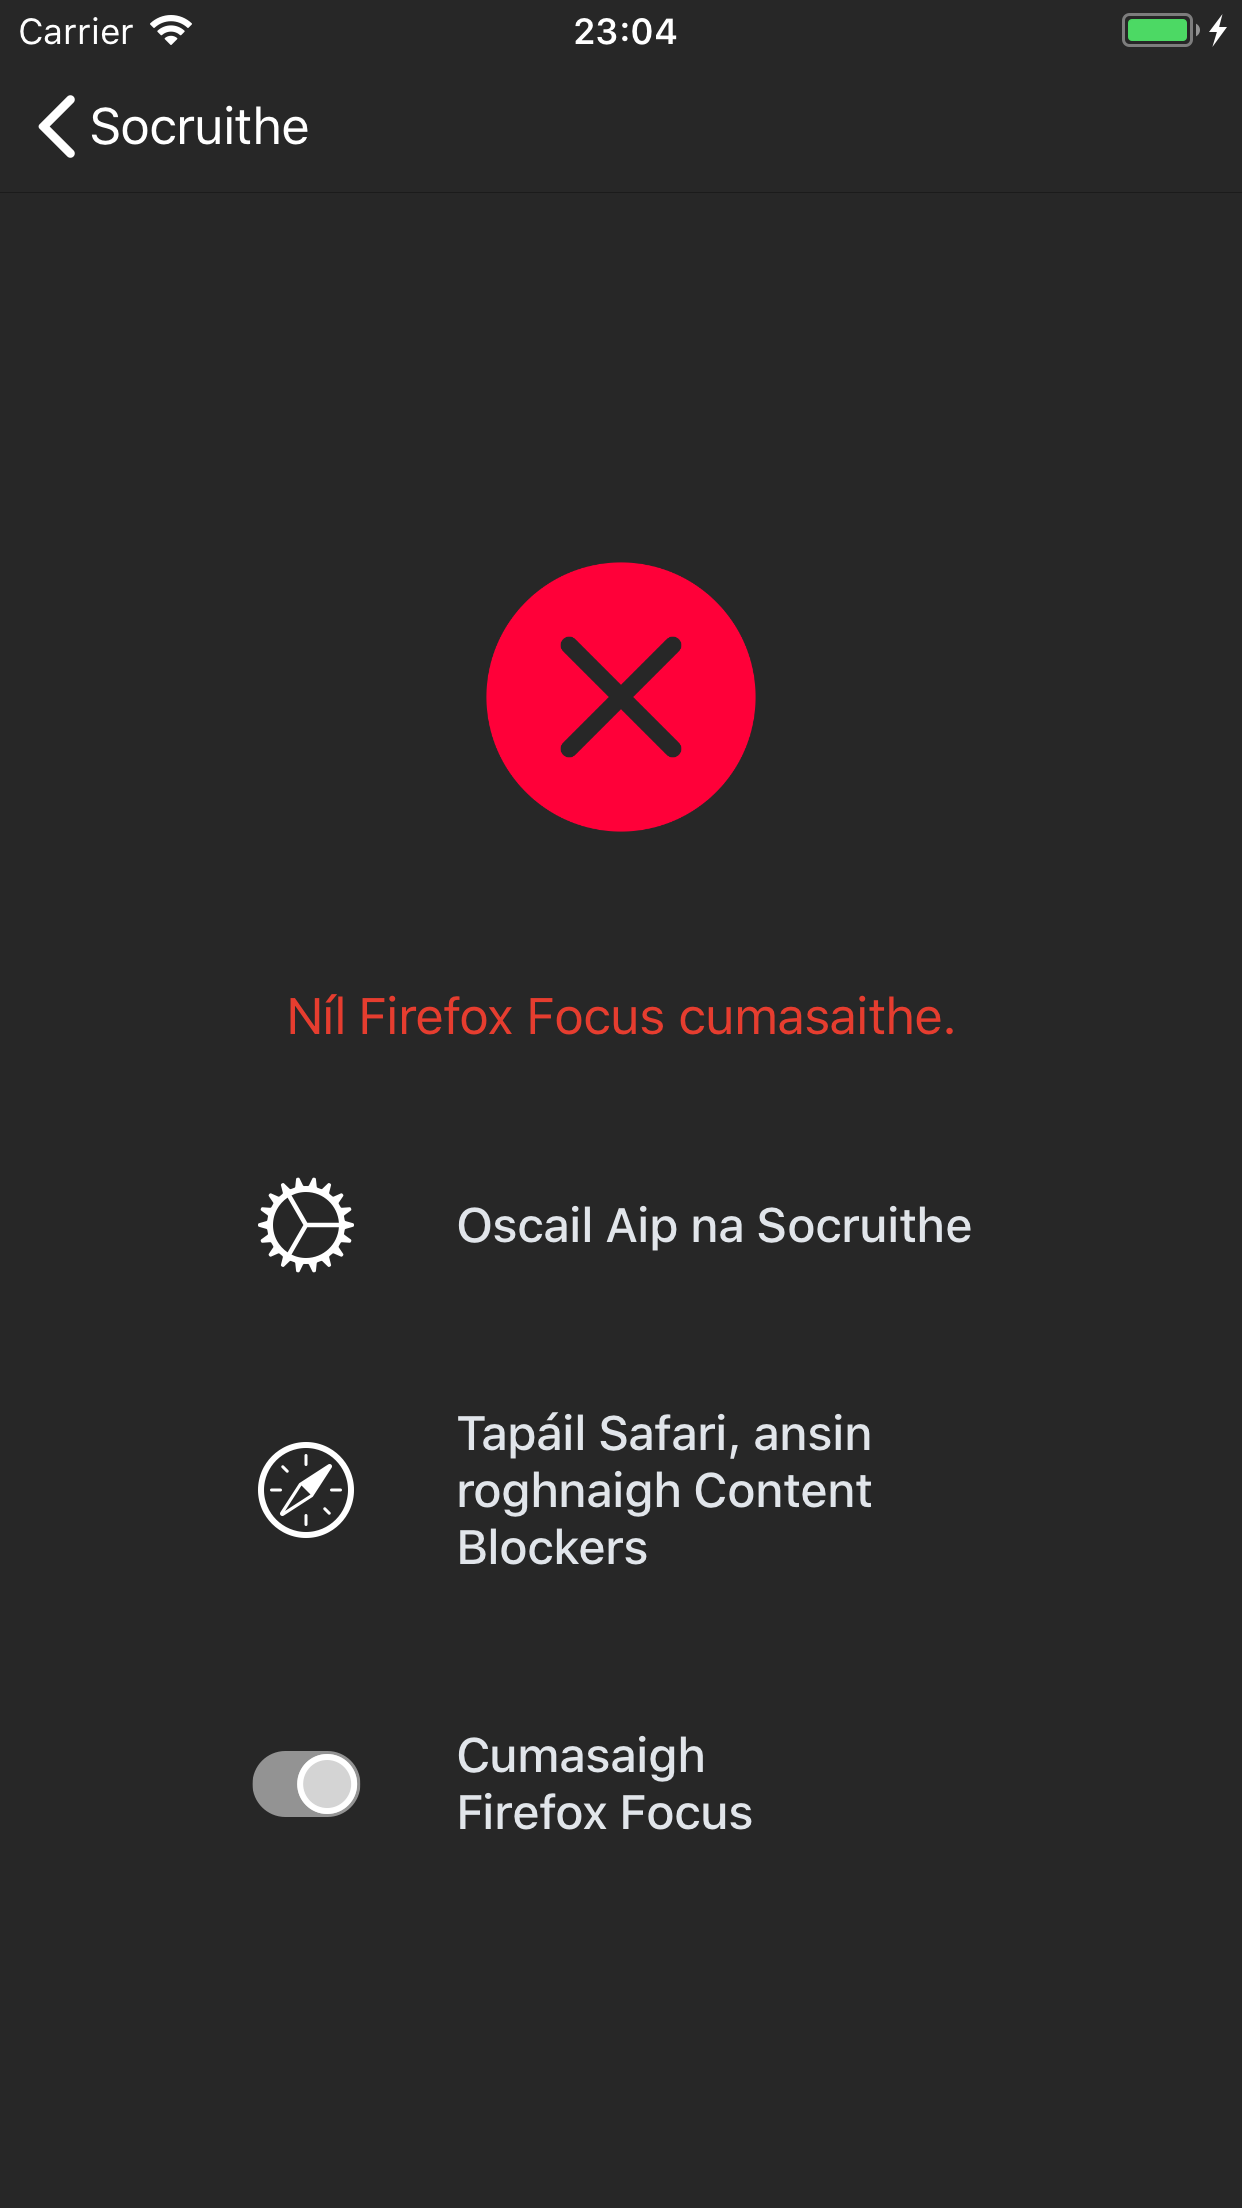 Carrier
23:04
Socruithe
Níl Firefox Focus cumasaithe.
Oscail Aip na Socruithe
Tapáil Safari, ansin
roghnaigh Content
Blockers
Cumasaigh
Firefox Focus